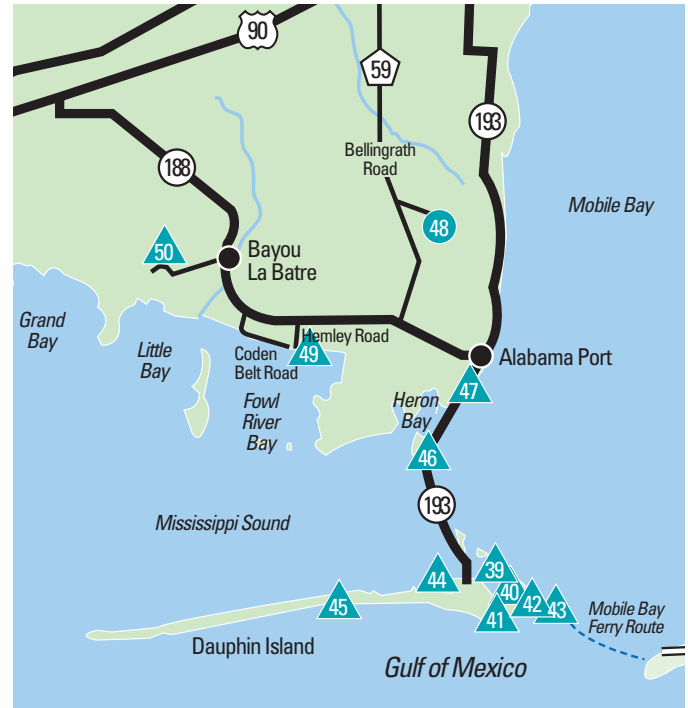 90
59
193
Bellingrath
Road
188
Mobile Bay
48
50
Bayou
La Batre
Grand
Bay
Little
Bay
Hemley Road
49
Coden
Belt Road
Alabama Port
47
Fowl
River
Bay
Heron
Bay
46
193
Mississippi Sound
39
44
40
42
43
45
41
Mobile Bay
Ferry Route
Dauphin Island
Gulf of Mexico